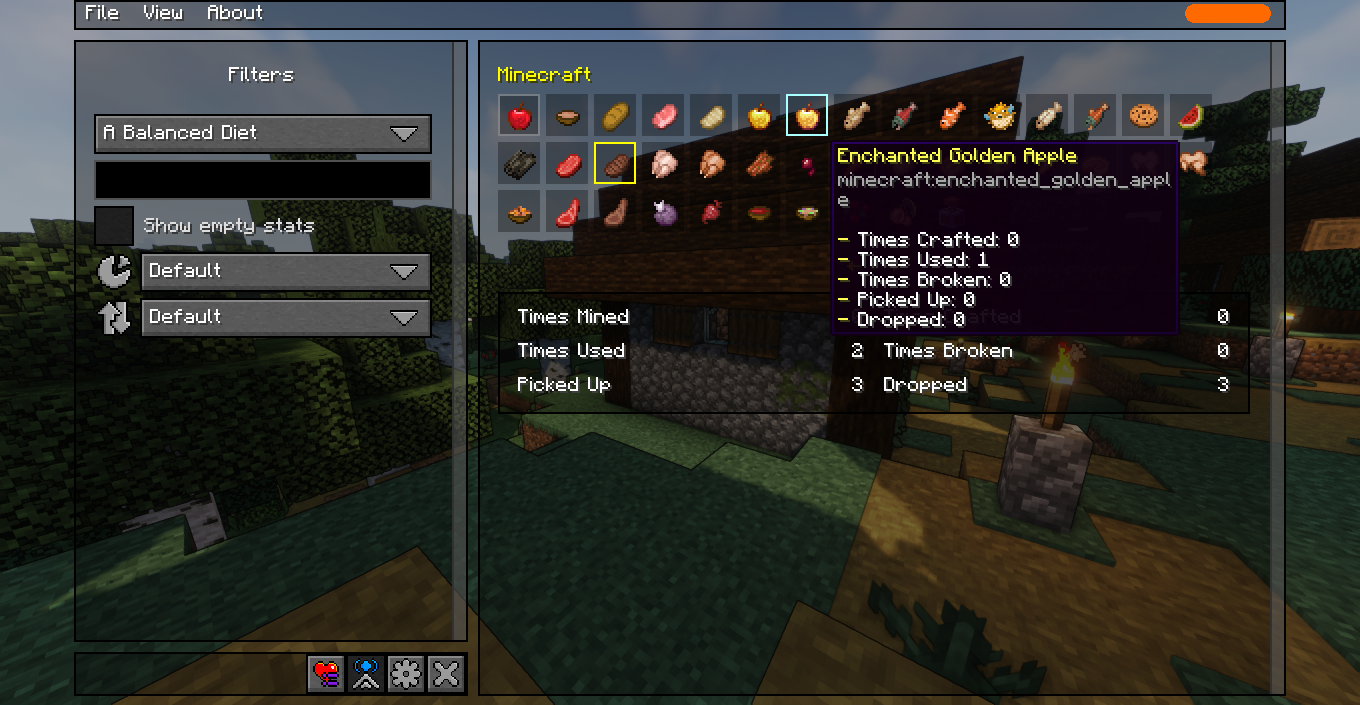 File View About
Filters
A Balanced Diet
Show empty stats
Default
Default
Minecraft
Enchanted Golden Apple
minecraft:enchanted_golden_appl
e
- Times Crafted: 0
- Times Used: 1
- Times Broken: 0
- Picked Up: 0
- Dropped: 0
Times Mined
0
Times Used 2 Times Broken 0
Picked Up 3 Dropped 3